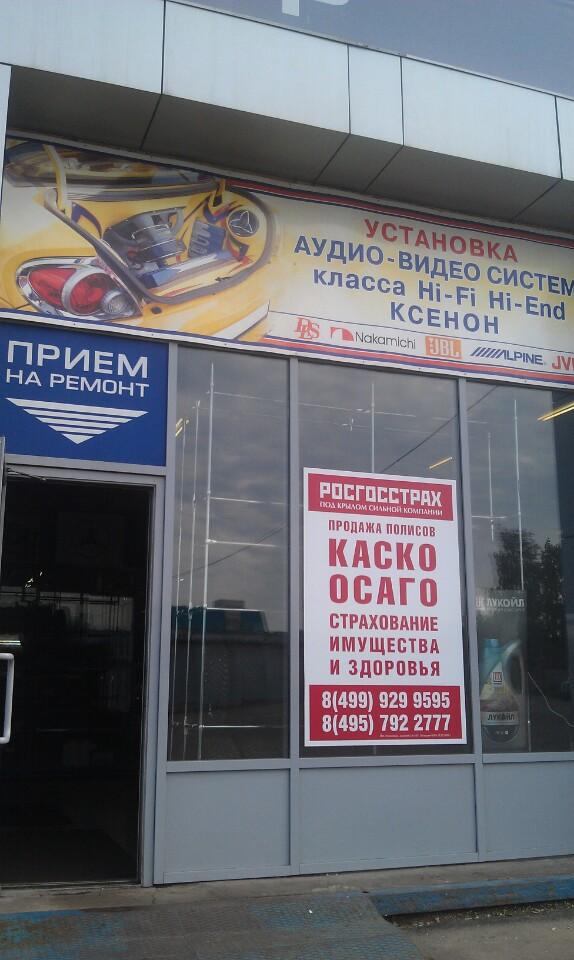 УСТАНОВКА
АУДИО-ВИДЕО СИСТЕМ
класса Hi-Fi Hi-End
КСЕНОН
DLS Nakamichi JBL ALPINE JV
ПРИЕМ
НА РЕМОНТ
РОСГОССТРАХ
ПОД КРЫЛОМ СИЛЬНОЙ КОМПАНИИ
ПРОДАЖА ПОЛИСОВ
КАСКО
ОСАГО
СТРАХОВАНИЕ
ИМУЩЕСТВА
И ЗДОРОВЬЯ
8(499) 929 9595
8(495) 792 2777
ЛУКОЙЛ
ЛУКОЙЛ